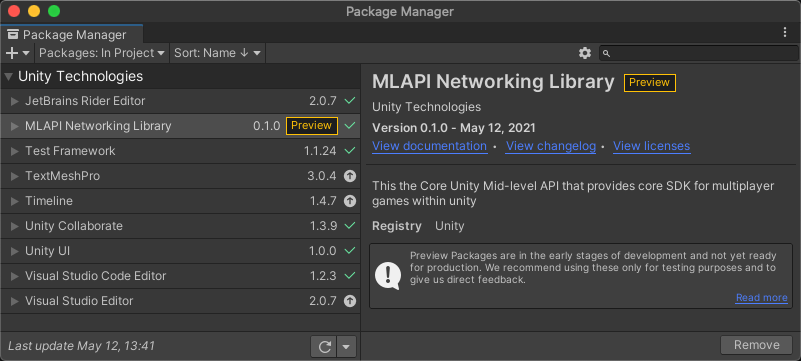 Package Manager
Package Manager
Packages: In Project
Sort: Name ↓
Unity Technologies
JetBrains Rider Editor 2.0.7
MLAPI Networking Library 0.1.0 Preview
Test Framework 1.1.24
TextMeshPro 3.0.4
Timeline 1.4.7
Unity Collaborate 1.3.9
Unity UI 1.0.0
Visual Studio Code Editor 1.2.3
Visual Studio Editor 2.0.7
Last update May 12, 13:41
MLAPI Networking Library Preview
Unity Technologies
Version 0.1.0 - May 12, 2021
View documentation • View changelog • View licenses
This the Core Unity Mid-level API that provides core SDK for multiplayer
games within unity
Registry Unity
Preview Packages are in the early stages of development and not yet ready
for production. We recommend using these only for testing purposes and to
give us direct feedback.
Read more
Remove